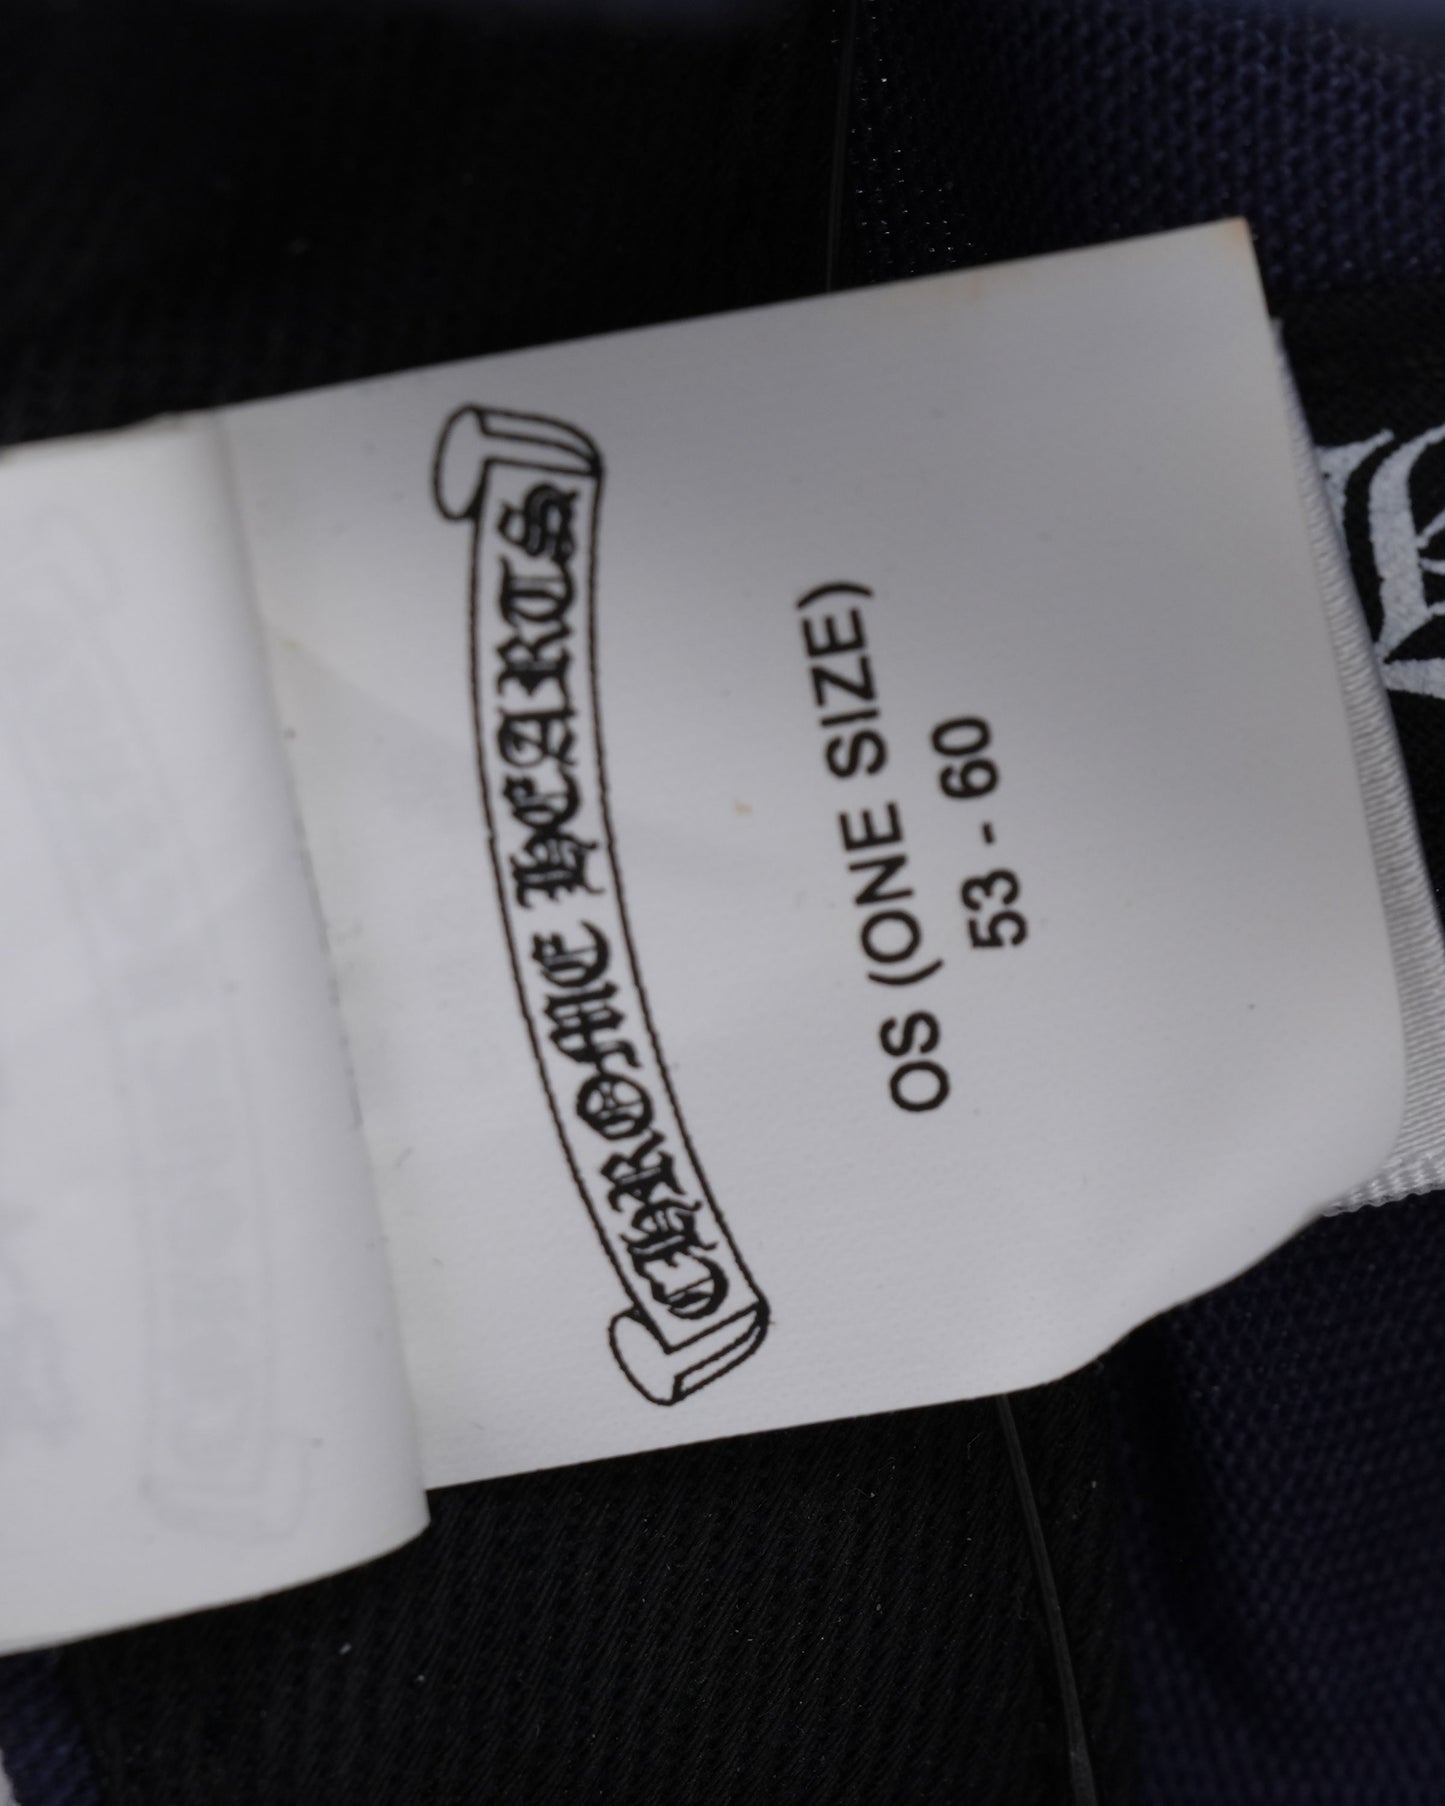 CHROME HEARTS
OS (ONE SIZE)
53 - 60